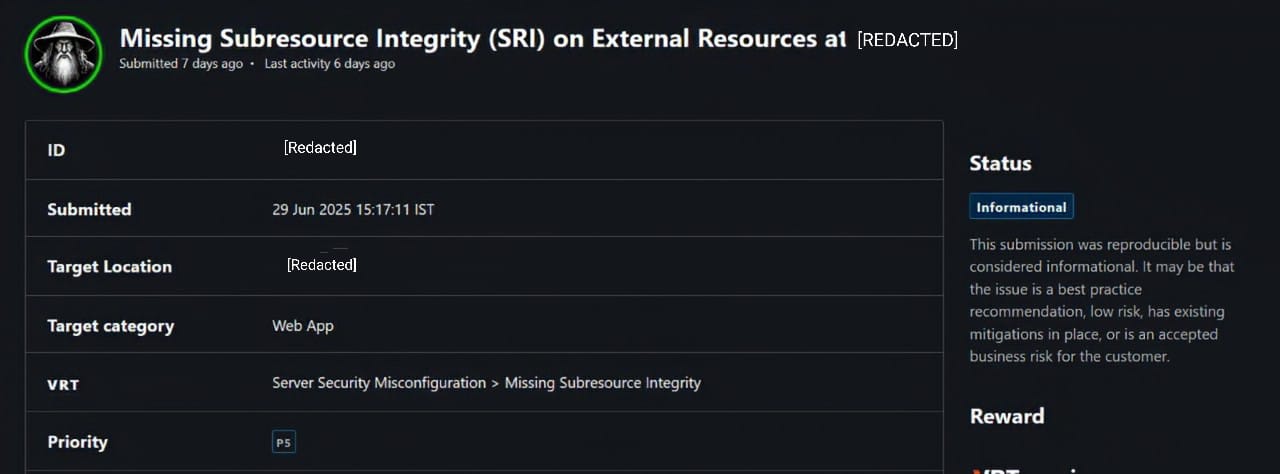 Missing Subresource Integrity (SRI) on External Resources at [REDACTED]
Submitted 7 days ago • Last activity 6 days ago
ID [Redacted]
Submitted 29 Jun 2025 15:17:11 IST
Target Location [Redacted]
Target category Web App
VRT Server Security Misconfiguration > Missing Subresource Integrity
Priority P5
Status
Informational
This submission was reproducible but is
considered informational. It may be that
the issue is a best practice
recommendation, low risk, has existing
mitigations in place, or is an accepted
business risk for the customer.
Reward